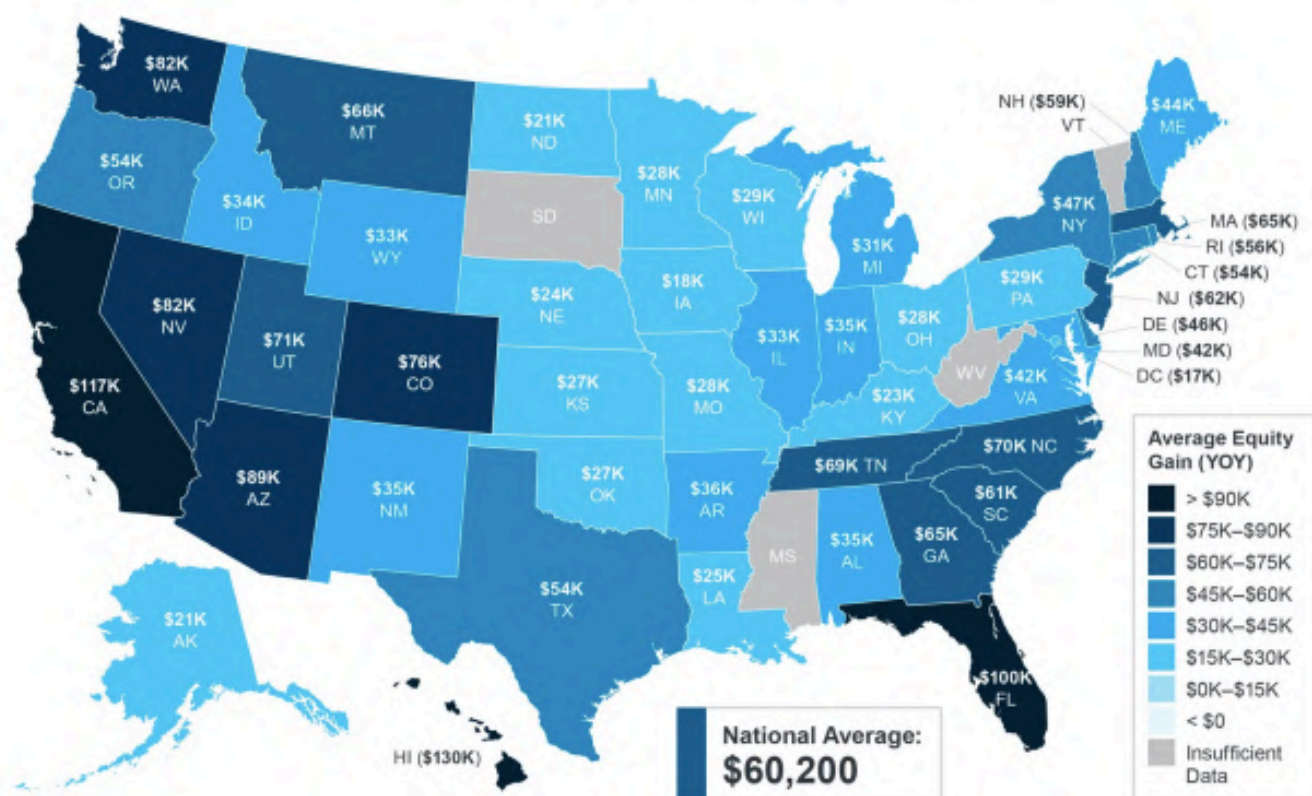 $82K
WA
$66K
MT
$21K
ND
$28K
MN
$29K
WI
$31K
MI
NH ($59K)
VT
$44K
ME
$54K
OR
$34K
ID
$33K
WY
SD
$47K
NY
MA ($65K)
RI ($56K)
CT ($54K)
NJ ($62K)
DE ($46K)
MD ($42K)
DC ($17K)
$117K
CA
$82K
NV
$71K
UT
$76K
CO
$24K
NE
$18K
IA
$33K
IL
$35K
IN
$28K
OH
$29K
PA
WV
$42K
VA
$27K
KS
$28K
MO
$23K
KY
$89K
AZ
$35K
NM
$27K
OK
$36K
AR
$69K TN
$70K NC
$61K
SC
$54K
TX
$25K
LA
MS
$35K
AL
$65K
GA
$100K
FL
$21K
AK
HI ($130K)
National Average:
$60,200
Average Equity
Gain (YOY)
> $90K
$75K–$90K
$60K–$75K
$45K–$60K
$30K–$45K
$15K–$30K
$0K–$15K
< $0
Insufficient
Data